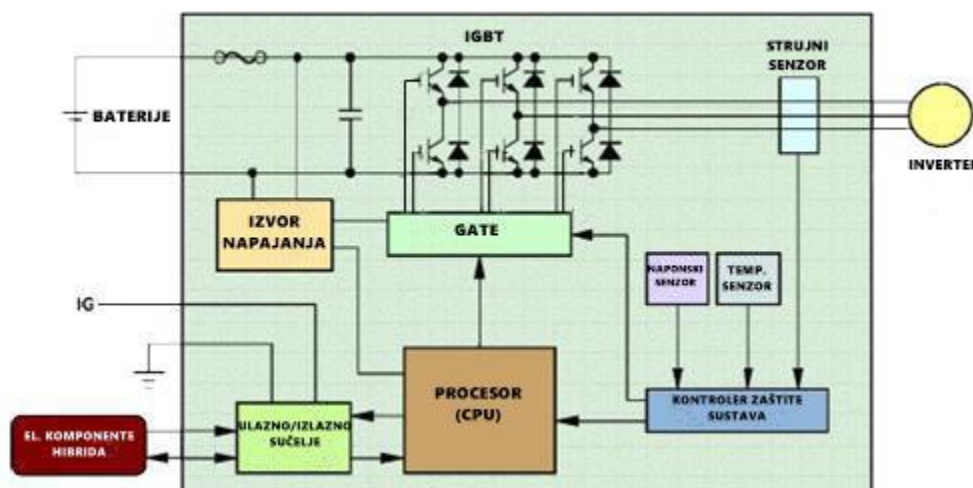 IGBT
STRUJNI
SENZOR
BATERIJE
INVERTER
IZVOR
NAPAJANJA
GATE
NAPONSKI
SENZOR
TEMP.
SENZOR
IG
PROCESOR
(CPU)
KONTROLER ZAŠTITE
SUSTAVA
ULAZNO/IZLAZNO
SUČELJE
EL. KOMPONENTE
HIBRIDA